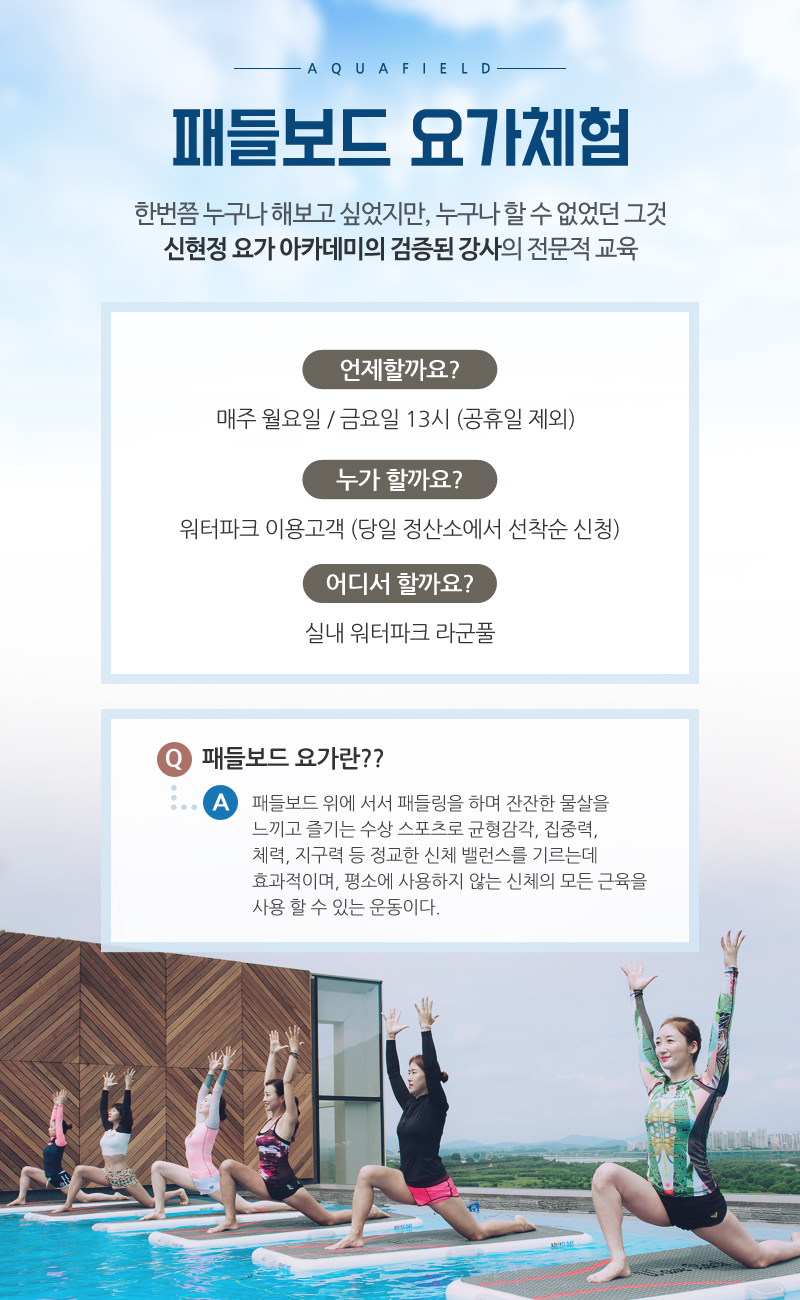 AQUAFIELD
패들보드 요가체험
한번쯤 누구나 해보고 싶었지만, 누구나 할 수 없었던 그것
신현정 요가 아카데미의 검증된 강사의 전문적 교육
언제할까요?
매주 월요일 / 금요일 13시 (공휴일 제외)
누가 할까요?
워터파크 이용고객 (당일 정산소에서 선착순 신청)
어디서 할까요?
실내 워터파크 라군풀
Q 패들보드 요가란??
A 패들보드 위에 서서 패들링을 하며 잔잔한 물살을
느끼고 즐기는 수상 스포츠로 균형감각, 집중력,
체력, 지구력 등 정교한 신체 밸런스를 기르는데
효과적이며, 평소에 사용하지 않는 신체의 모든 근육을
사용 할 수 있는 운동이다.